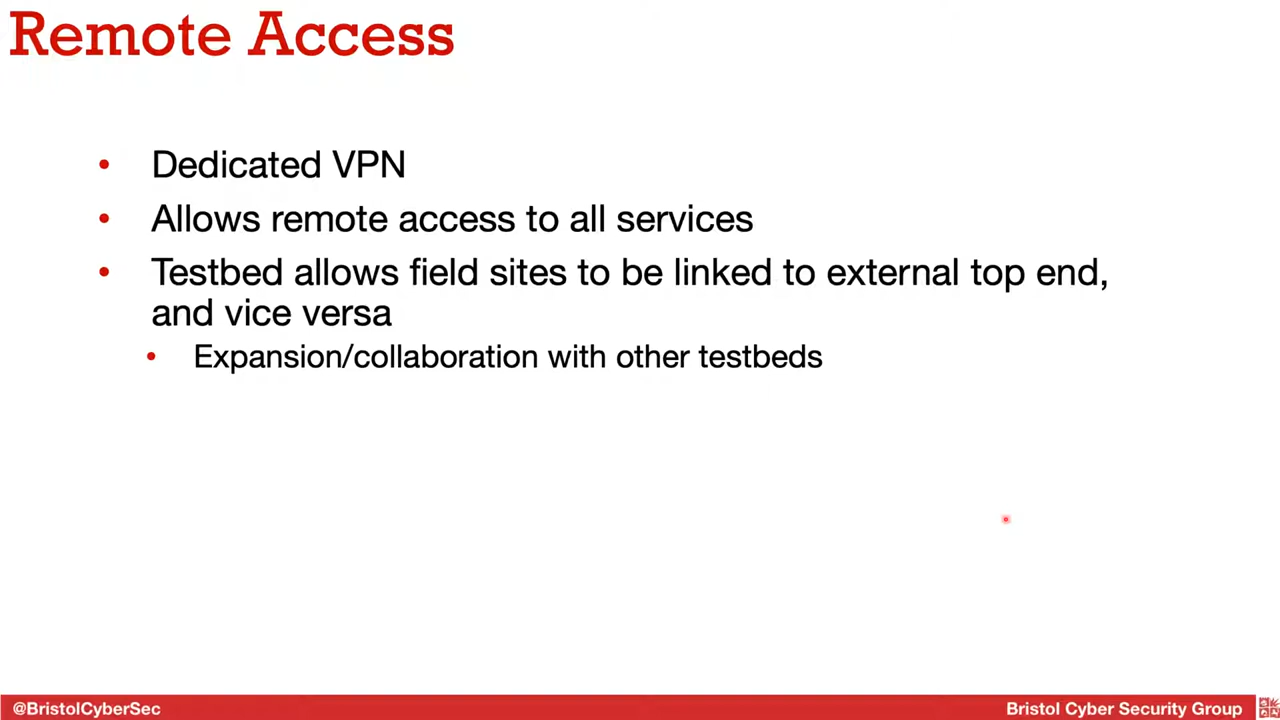 Remote Access
• Dedicated VPN
• Allows remote access to all services
• Testbed allows field sites to be linked to external top end,
and vice versa
• Expansion/collaboration with other testbeds
@BristolCyberSec
Bristol Cyber Security Group